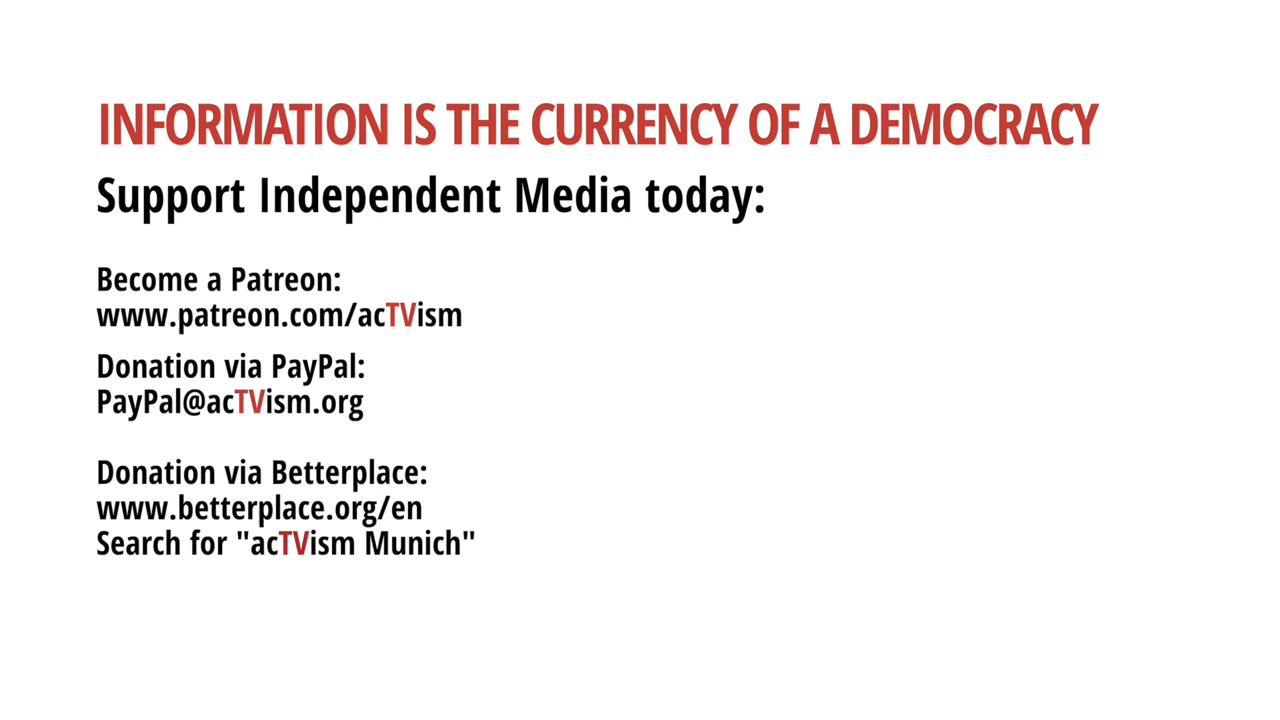 INFORMATION IS THE CURRENCY OF A DEMOCRACY
Support Independent Media today:
Become a Patreon:
www.patreon.com/acTVism
Donation via PayPal:
PayPal@acTVism.org
Donation via Betterplace:
www.betterplace.org/en
Search for "acTVism Munich"